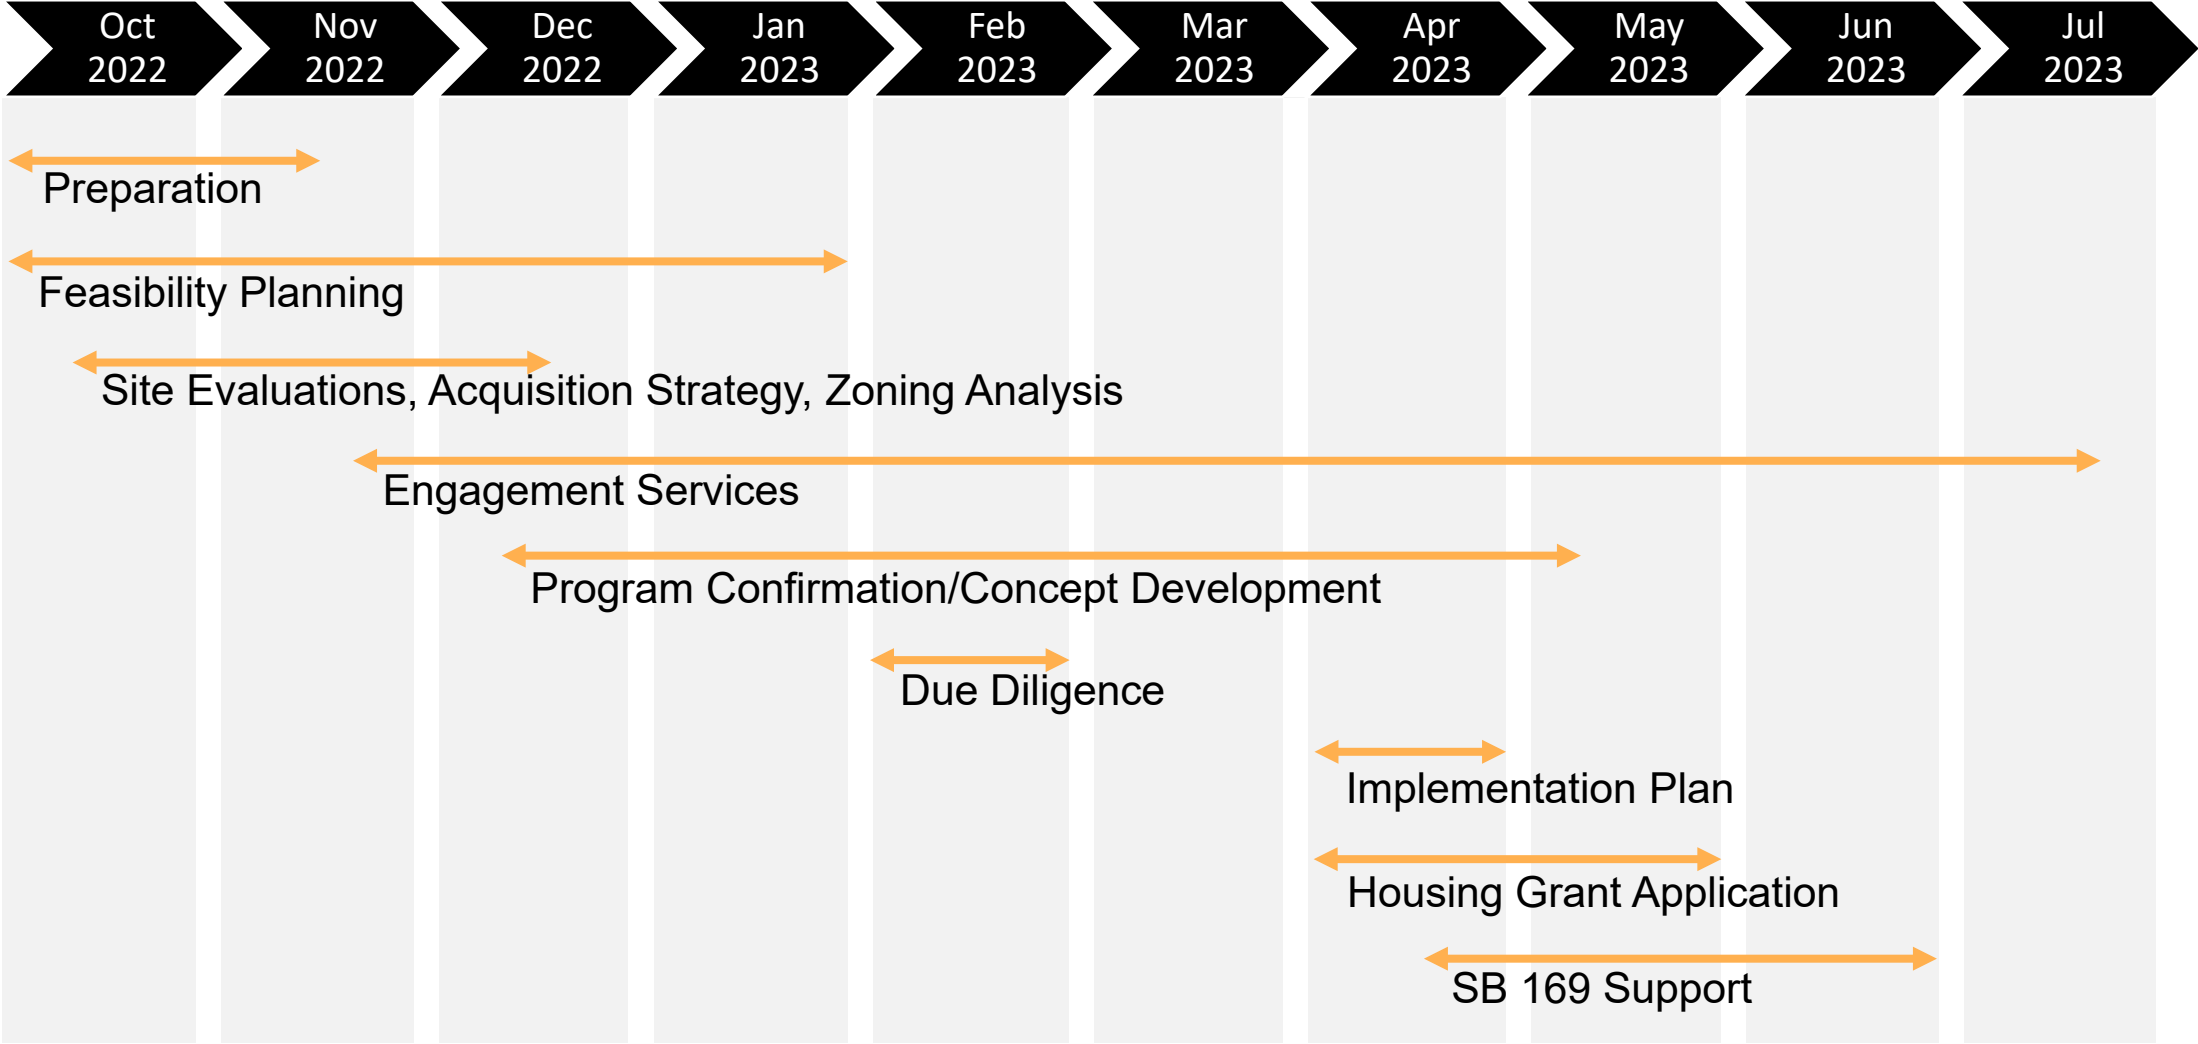 Oct 2022
Nov 2022
Dec 2022
Jan 2023
Feb 2023
Mar 2023
Apr 2023
May 2023
Jun 2023
Jul 2023
Preparation
Feasibility Planning
Site Evaluations, Acquisition Strategy, Zoning Analysis
Engagement Services
Program Confirmation/Concept Development
Due Diligence
Implementation Plan
Housing Grant Application
SB 169 Support